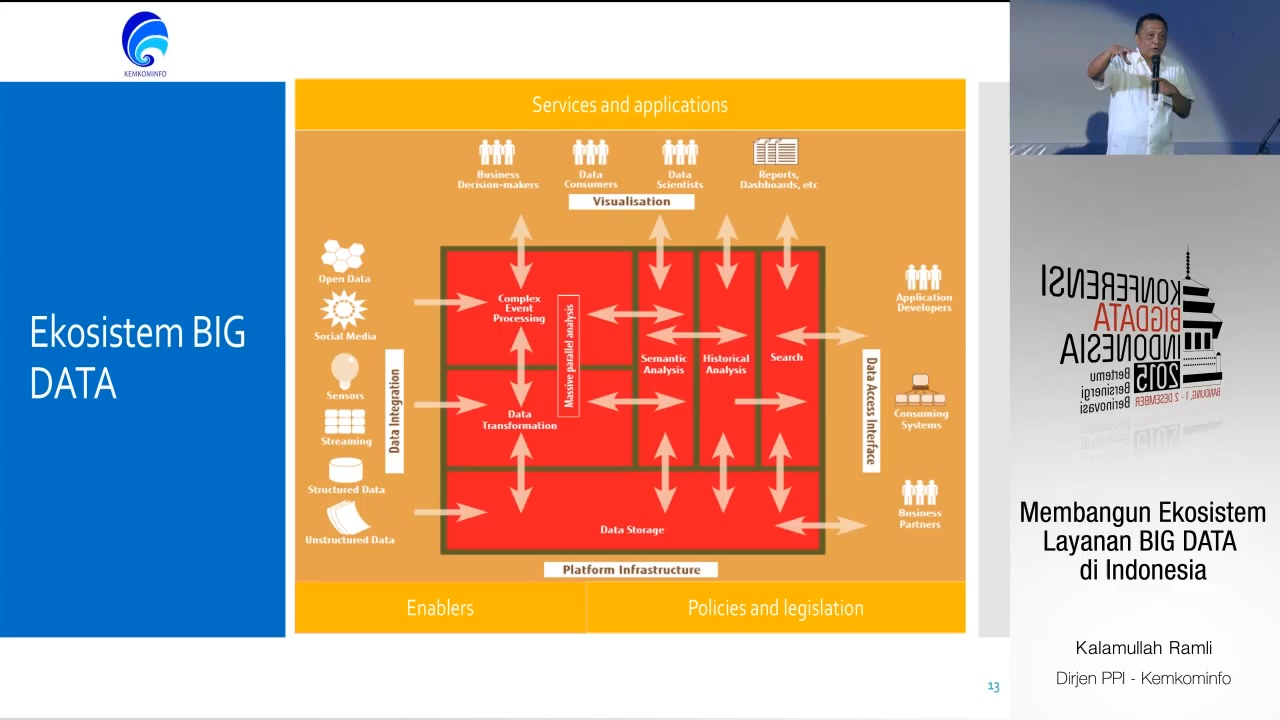 KEMKOMINFO
Ekosistem BIG
DATA
Services and applications
Business
Decision-makers
Data
Consumers
Data
Scientists
Reports,
Dashboards, etc
Visualisation
Open Data
Social Media
Sensors
Streaming
Structured Data
Unstructured Data
Data Integration
Complex
Event
Processing
Massive parallel analysis
Data
Transformation
Semantic
Analysis
Historical
Analysis
Search
Data Storage
Data Access Interface
Application
Developers
Consuming
Systems
Business
Partners
Platform Infrastructure
Enablers
Policies and legislation
13
KONFERENSI
BIGDATA
INDONESIA
2015
Bertemu
Bersinergi
Berinovasi
BANDUNG, 1 - 2 DESEMBER
Membangun Ekosistem
Layanan BIG DATA
di Indonesia
Kalamullah Ramli
Dirjen PPI - Kemkominfo